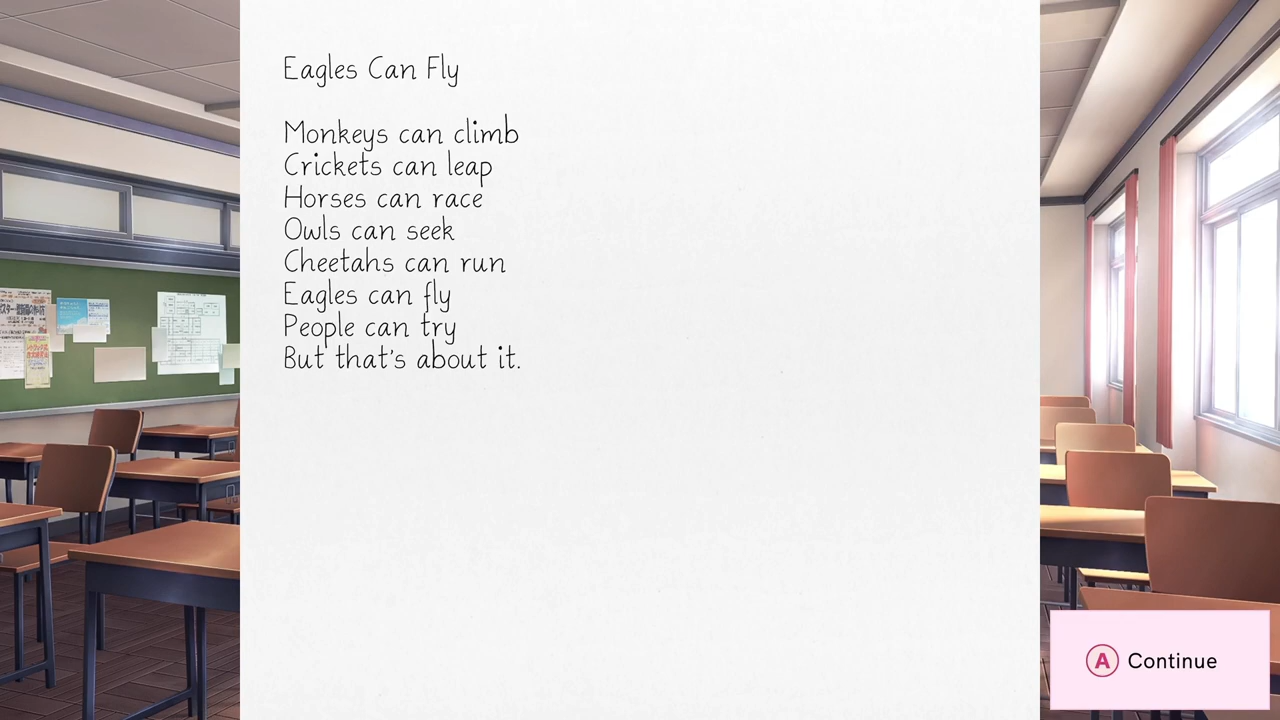 Eagles Can Fly
Monkeys can climb
Crickets can leap
Horses can race
Owls can seek
Cheetahs can run
Eagles can fly
People can try
But that's about it.
A Continue